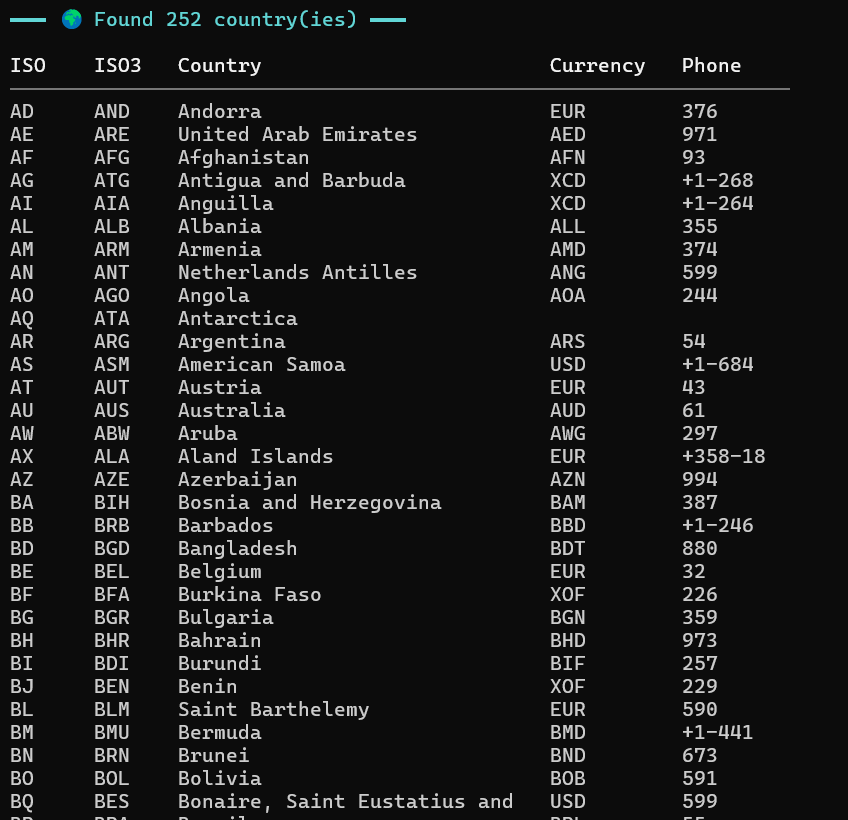 Found 252 country(ies)
ISO ISO3 Country Currency Phone
AD AND Andorra EUR 376
AE ARE United Arab Emirates AED 971
AF AFG Afghanistan AFN 93
AG ATG Antigua and Barbuda XCD +1-268
AI AIA Anguilla XCD +1-264
AL ALB Albania ALL 355
AM ARM Armenia AMD 374
AN ANT Netherlands Antilles ANG 599
AO AGO Angola AOA 244
AQ ATA Antarctica
AR ARG Argentina ARS 54
AS ASM American Samoa USD +1-684
AT AUT Austria EUR 43
AU AUS Australia AUD 61
AW ABW Aruba AWG 297
AX ALA Aland Islands EUR +358-18
AZ AZE Azerbaijan AZN 994
BA BIH Bosnia and Herzegovina BAM 387
BB BRB Barbados BBD +1-246
BD BGD Bangladesh BDT 880
BE BEL Belgium EUR 32
BF BFA Burkina Faso XOF 226
BG BGR Bulgaria BGN 359
BH BHR Bahrain BHD 973
BI BDI Burundi BIF 257
BJ BEN Benin XOF 229
BL BLM Saint Barthelemy EUR 590
BM BMU Bermuda BMD +1-441
BN BRN Brunei BND 673
BO BOL Bolivia BOB 591
BQ BES Bonaire, Saint Eustatius and USD 599